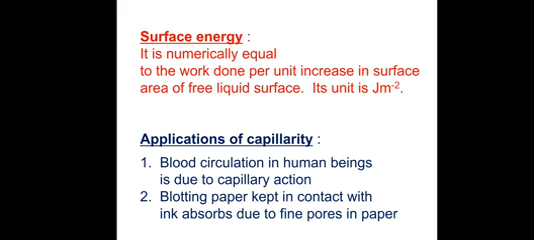 Surface energy :
It is numerically equal
to the work done per unit increase in surface
area of free liquid surface.  Its unit is Jm⁻².
Applications of capillarity :
1. Blood circulation in human beings
is due to capillary action
2. Blotting paper kept in contact with
ink absorbs due to fine pores in paper